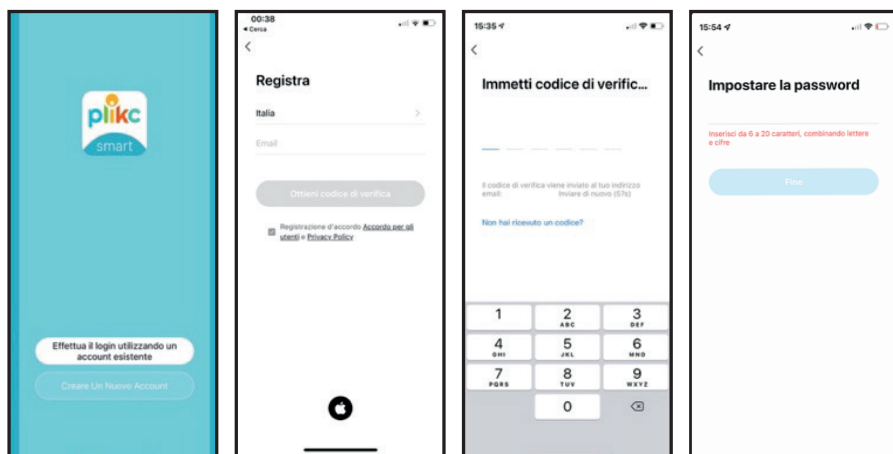 plikc
smart
Effettua il login utilizzando un
account esistente
Creare Un Nuovo Account
00:38
◀ Cerca
Registra
Italia
Email
Ottieni codice di verifica
Registrazione d'accordo Accordo per gli
utenti e Privacy Policy
15:35
Immetti codice di verific...
Il codice di verifica viene inviato al tuo indirizzo
email: Inviare di nuovo (57s)
Non hai ricevuto un codice?
1 2 3
ABC DEF
4 5 6
GHI JKL MNO
7 8 9
PQRS TUV WXYZ
0
15:54
Impostare la password
Inserisci da 6 a 20 caratteri, combinando lettere
e cifre
Fine